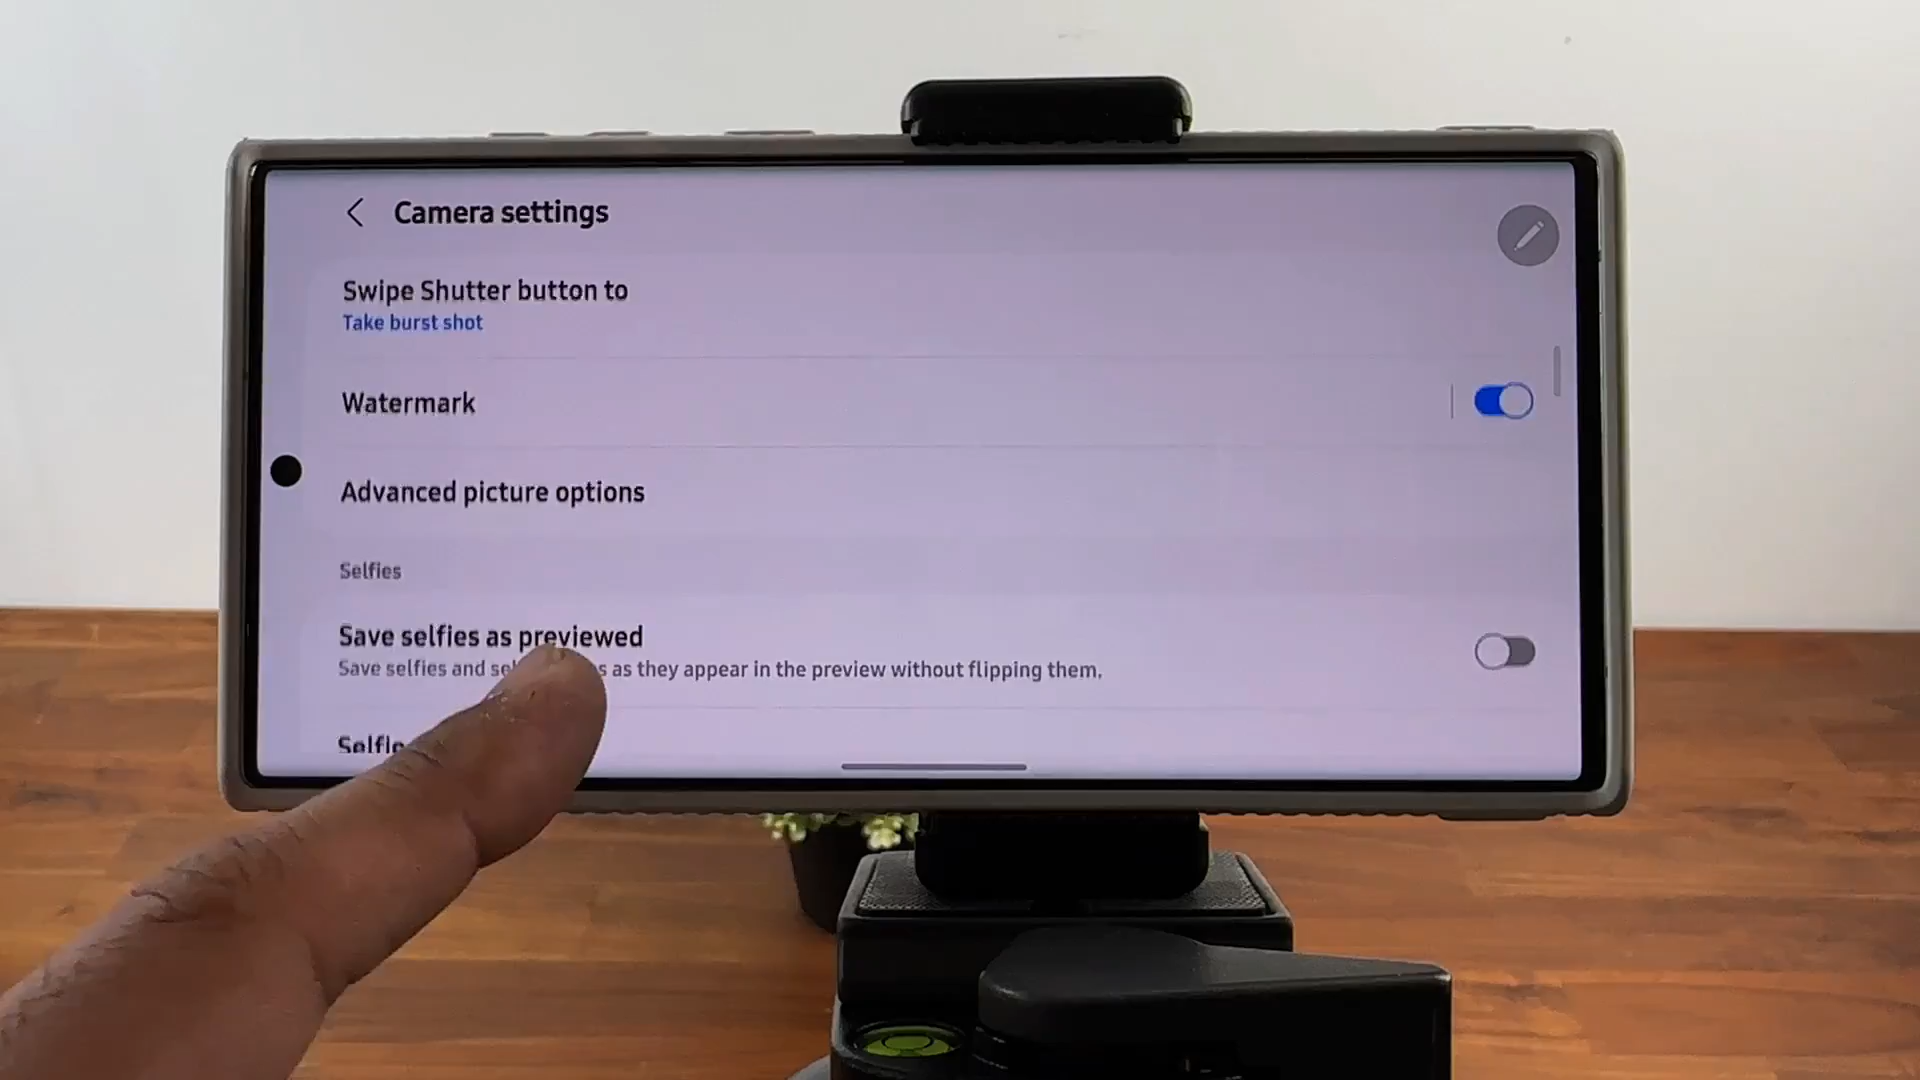 Camera settings
Swipe Shutter button to
Take burst shot
Watermark
Advanced picture options
Selfies
Save selfies as previewed
Save selfies and as they appear in the preview without flipping them.